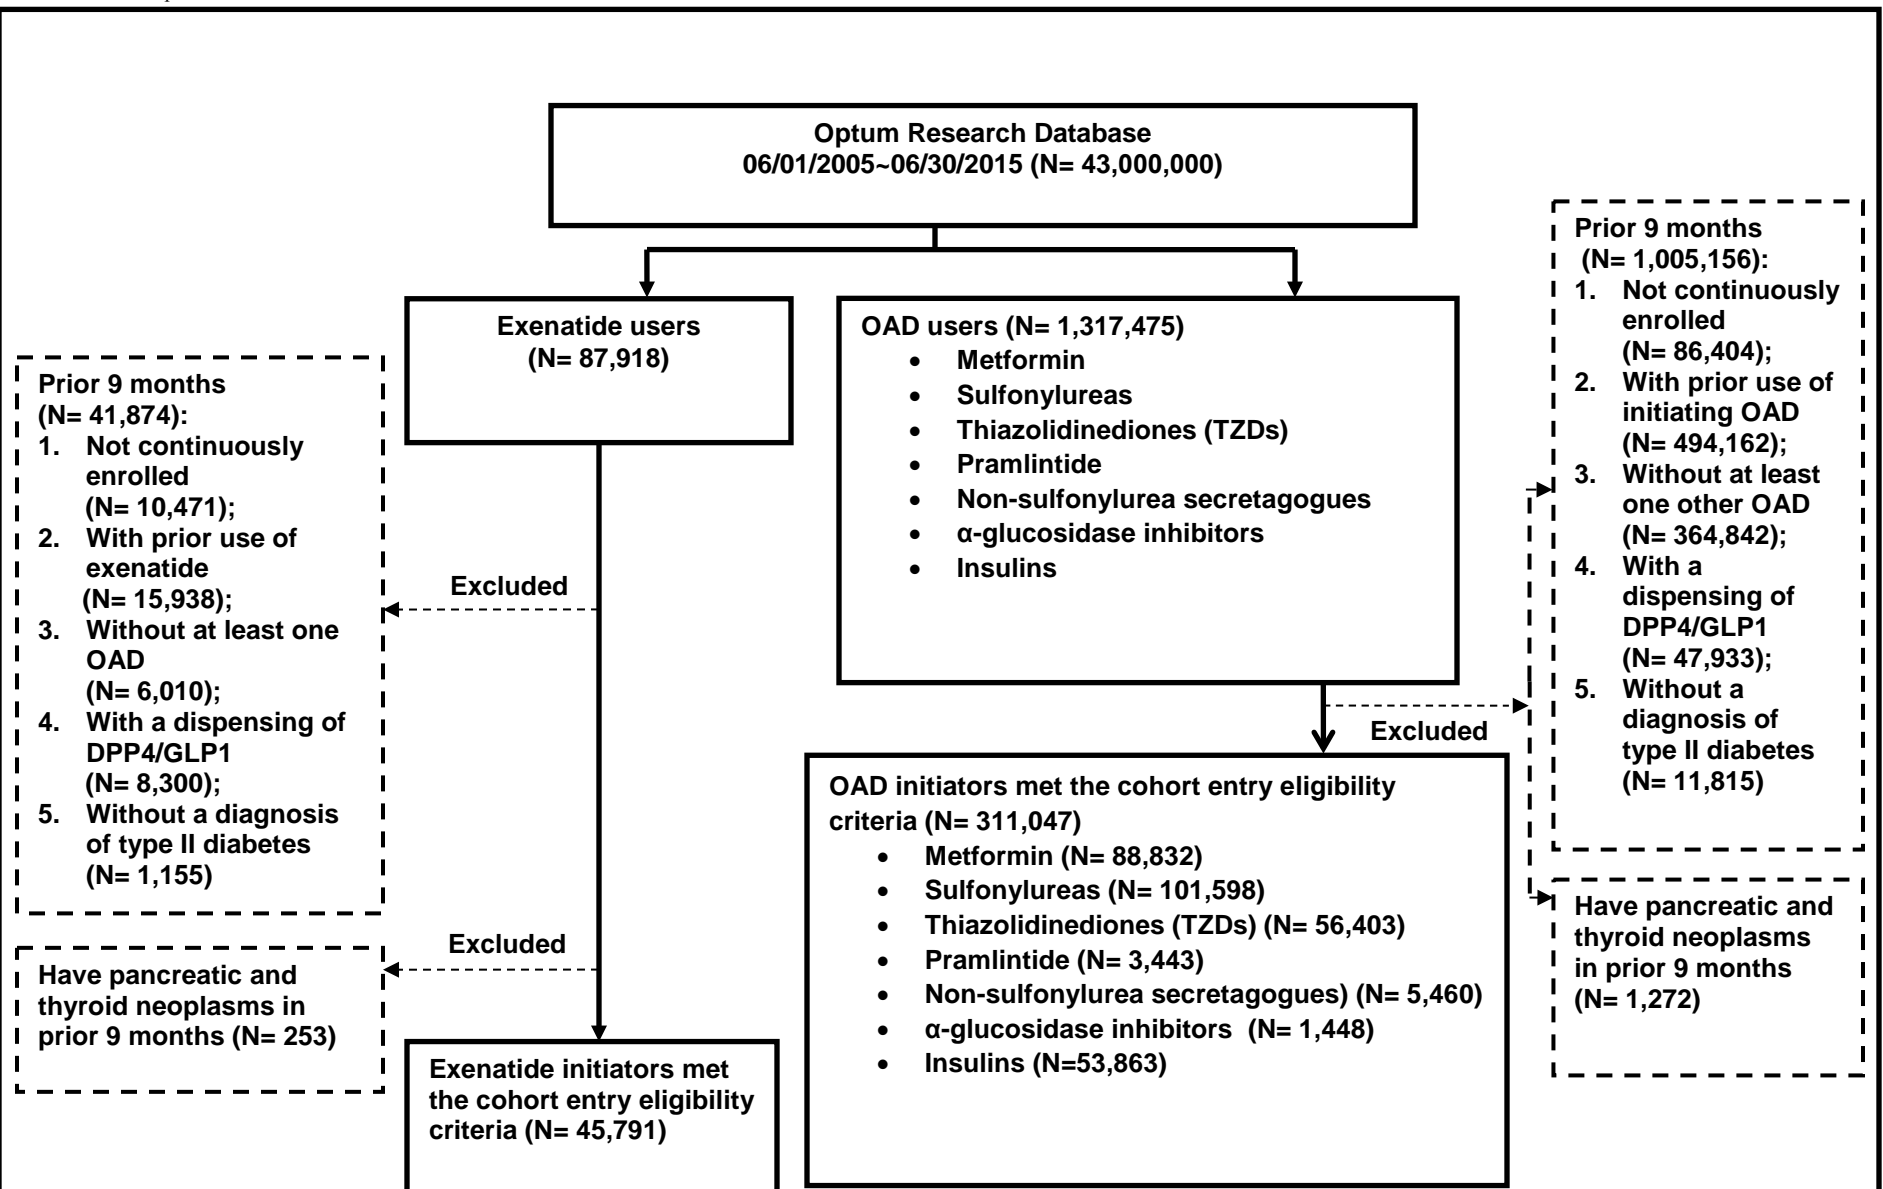 Optum Research Database
06/01/2005~06/30/2015 (N= 43,000,000)
Exenatide users
(N= 87,918)
OAD users (N= 1,317,475)
• Metformin
• Sulfonylureas
• Thiazolidinediones (TZDs)
• Pramlintide
• Non-sulfonylurea secretagogues
• α-glucosidase inhibitors
• Insulins
Prior 9 months
(N= 41,874):
1. Not continuously
enrolled
(N= 10,471);
2. With prior use of
exenatide
(N= 15,938);
3. Without at least one
OAD
(N= 6,010);
4. With a dispensing of
DPP4/GLP1
(N= 8,300);
5. Without a diagnosis
of type II diabetes
(N= 1,155)
Excluded
Prior 9 months
(N= 1,005,156):
1. Not continuously
enrolled
(N= 86,404);
2. With prior use of
initiating OAD
(N= 494,162);
3. Without at least
one other OAD
(N= 364,842);
4. With a
dispensing of
DPP4/GLP1
(N= 47,933);
5. Without a
diagnosis of
type II diabetes
(N= 11,815)
Excluded
Excluded
Have pancreatic and
thyroid neoplasms in
prior 9 months (N= 253)
Exenatide initiators met
the cohort entry eligibility
criteria (N= 45,791)
OAD initiators met the cohort entry eligibility
criteria (N= 311,047)
• Metformin (N= 88,832)
• Sulfonylureas (N= 101,598)
• Thiazolidinediones (TZDs) (N= 56,403)
• Pramlintide (N= 3,443)
• Non-sulfonylurea secretagogues) (N= 5,460)
• α-glucosidase inhibitors (N= 1,448)
• Insulins (N=53,863)
Have pancreatic and
thyroid neoplasms
in prior 9 months
(N= 1,272)